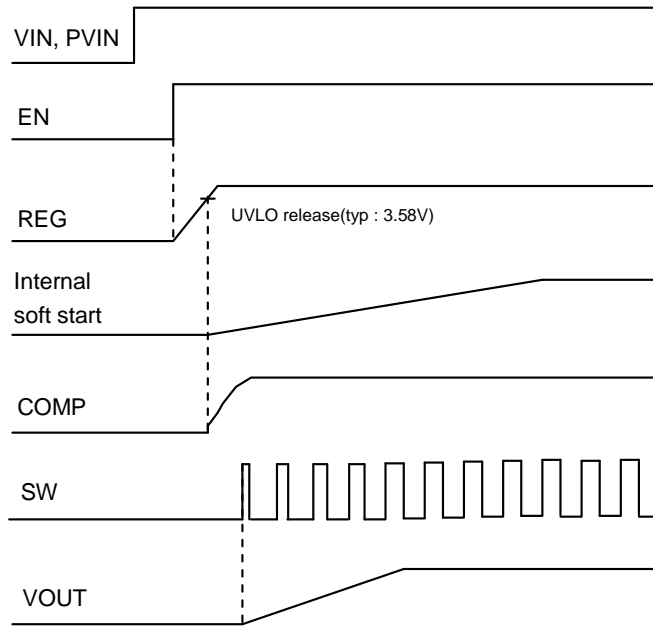 VIN, PVIN
EN
REG
UVLO release(typ : 3.58V)
Internal
soft start
COMP
SW
VOUT